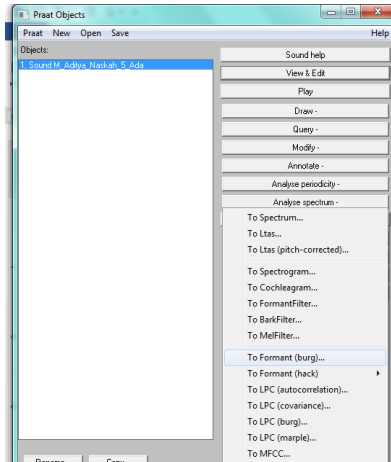 Praat Objects
Praat New Open Save Help
Objects:
1. Sound M_Aditya_Naskah_5_Ada
Sound help
View & Edit
Play
Draw -
Query -
Modify -
Annotate -
Analyse periodicity -
Analyse spectrum -
To Spectrum...
To Ltas...
To Ltas (pitch-corrected)...
To Spectrogram...
To Cochleagram...
To FormantFilter...
To BarkFilter...
To MelFilter...
To Formant (burg)...
To Formant (hack)
To LPC (autocorrelation)...
To LPC (covariance)...
To LPC (burg)...
To LPC (marple)...
To MFCC...
Rename... Copy...